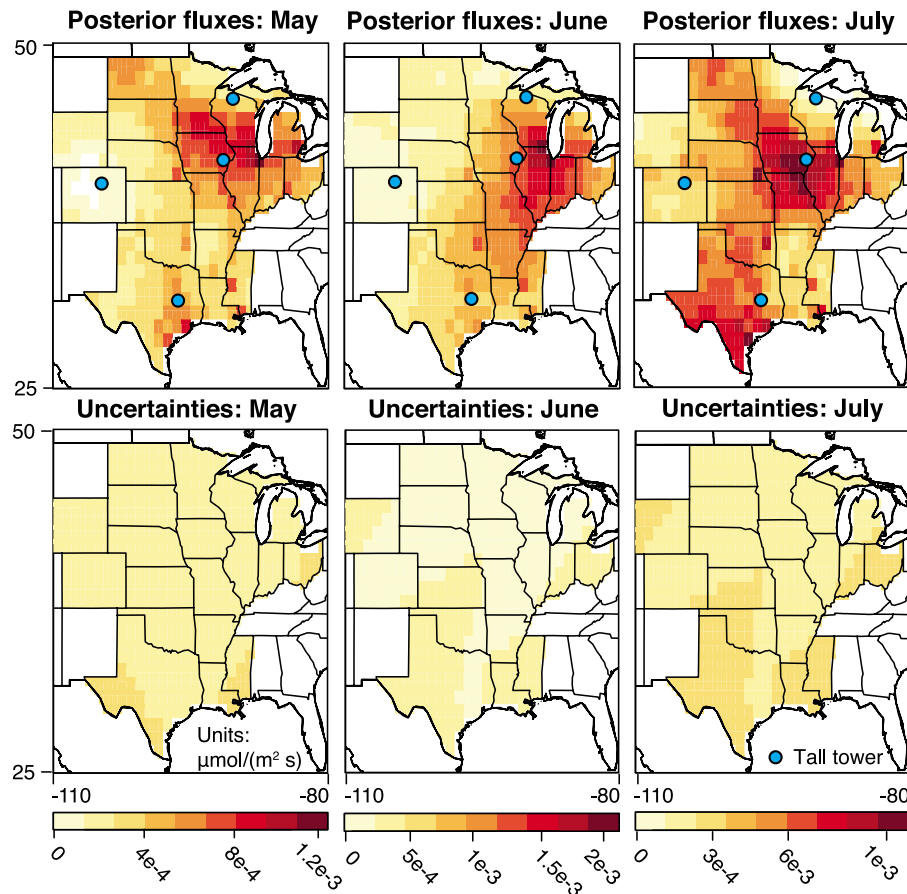 Posterior fluxes: May
Posterior fluxes: June
Posterior fluxes: July
50
25
Uncertainties: May
Uncertainties: June
Uncertainties: July
50
25
Units:
µmol/(m² s)
Tall tower
-110
-80
-110
-80
-110
-80
0
4e-4
8e-4
1.2e-3
0
5e-4
1e-3
1.5e-3
2e-3
0
3e-4
6e-4
1e-3